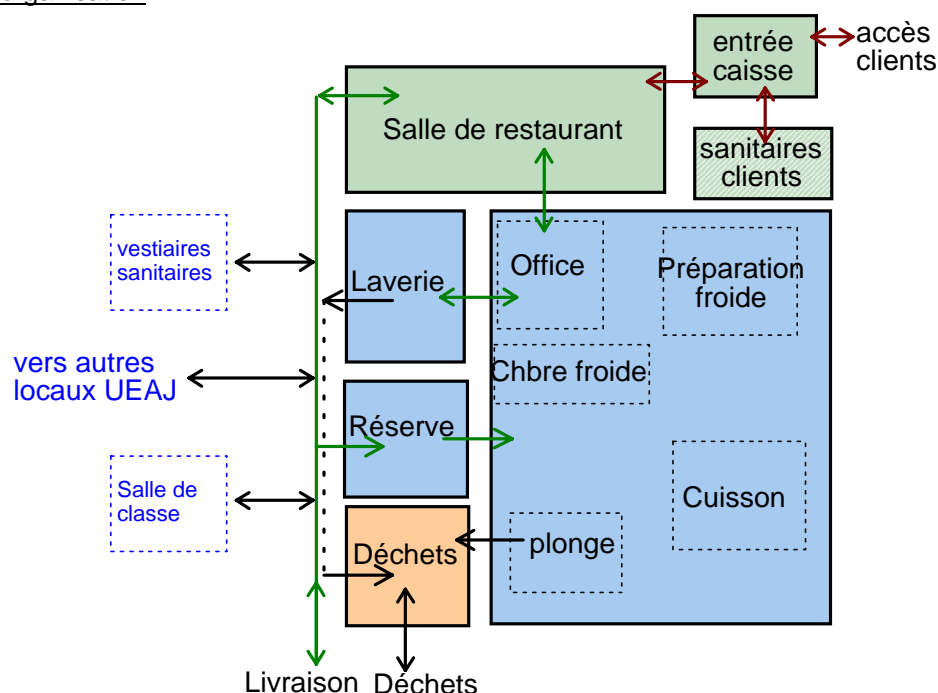 entrée
caisse
accès
clients
Salle de restaurant
sanitaires
clients
vestiaires
sanitaires
Laverie
Office
Préparation
froide
vers autres
locaux UEAJ
Chbre froide
Réserve
Salle de
classe
Cuisson
Déchets
plonge
Livraison
Déchets